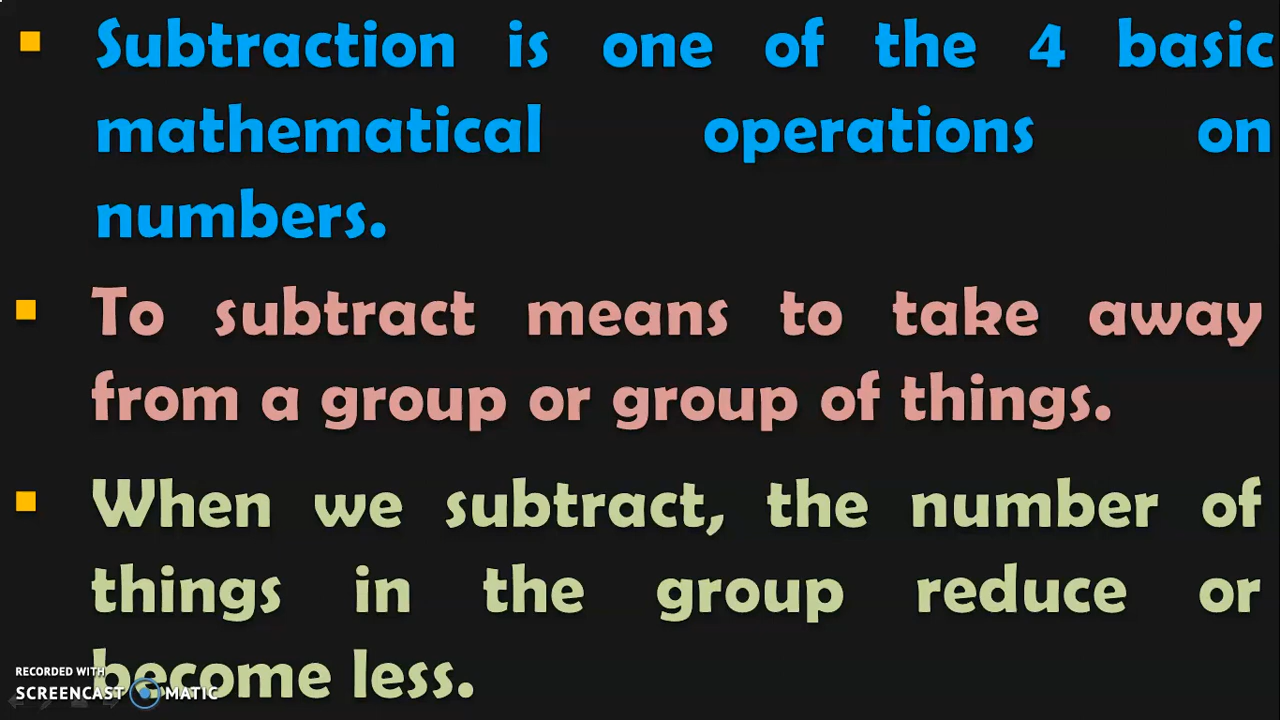 Subtraction is one of the 4 basic
mathematical operations on
numbers.
To subtract means to take away
from a group or group of things.
When we subtract, the number of
things in the group reduce or
become less.
RECORDED WITH
SCREENCAST MATIC